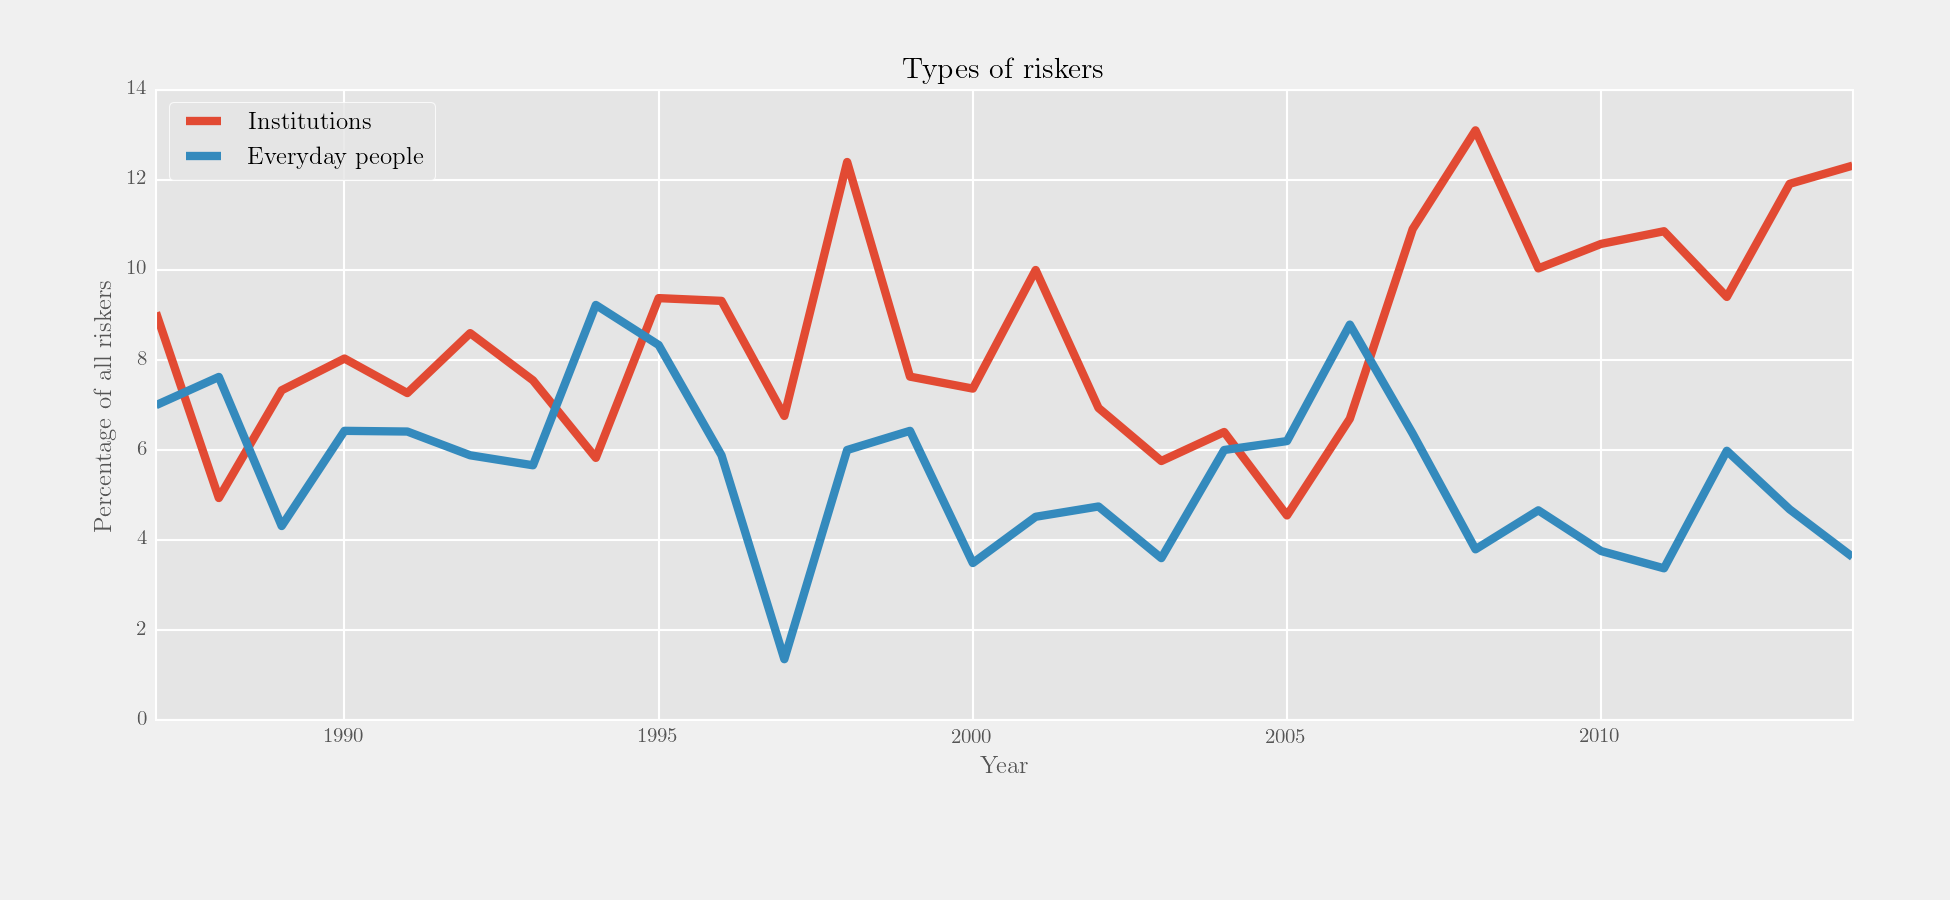 Types of riskers
14
12
10
8
6
4
2
0
Institutions
Everyday people
Percentage of all riskers
1990
1995
2000
2005
2010
Year